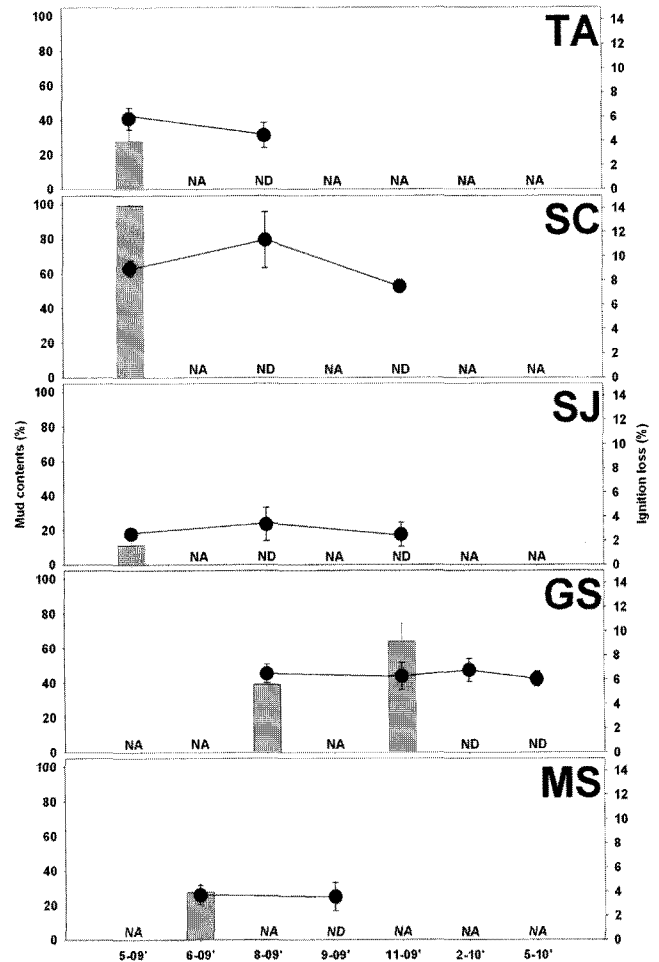 100 14 TA
80 12
60 10
8
40 6
20 4
2
0 NA ND NA NA NA NA 0
100 14 SC
80 12
60 10
8
40 6
20 4
2
0 NA ND NA ND NA NA 0
Mud contents (%)
100 14 SJ
80 12
60 10
8
40 6
20 4
2
0 NA ND NA ND NA NA 0
Ignition loss (%)
100 14 GS
80 12
60 10
8
40 6
20 4
2
0 NA NA NA ND ND 0
100 14 MS
80 12
60 10
8
40 6
20 4
2
0 NA NA ND NA NA NA 0
5-09' 6-09' 8-09' 9-09' 11-09' 2-10' 5-10'